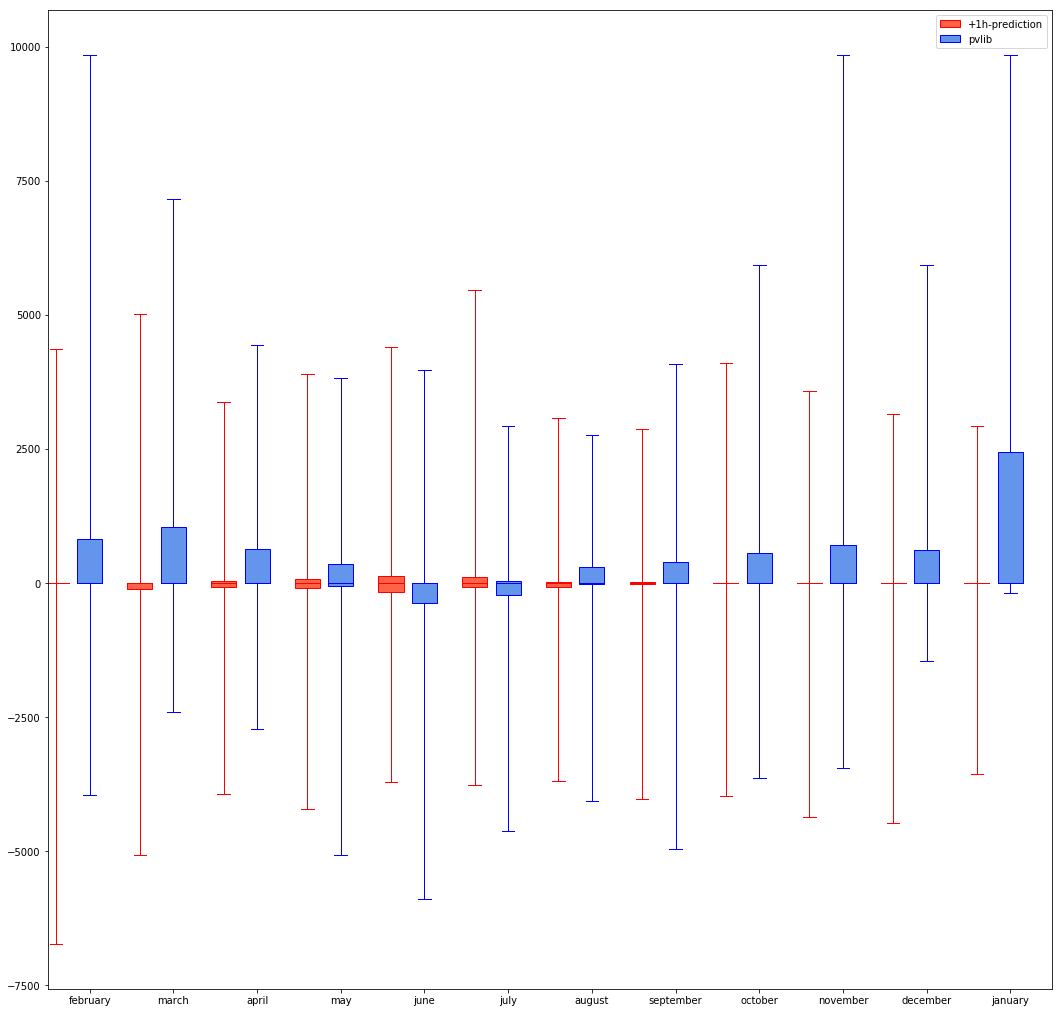 +1h-prediction
pvlib
10000
7500
5000
2500
0
−2500
−5000
−7500
february march april may june july august september october november december january